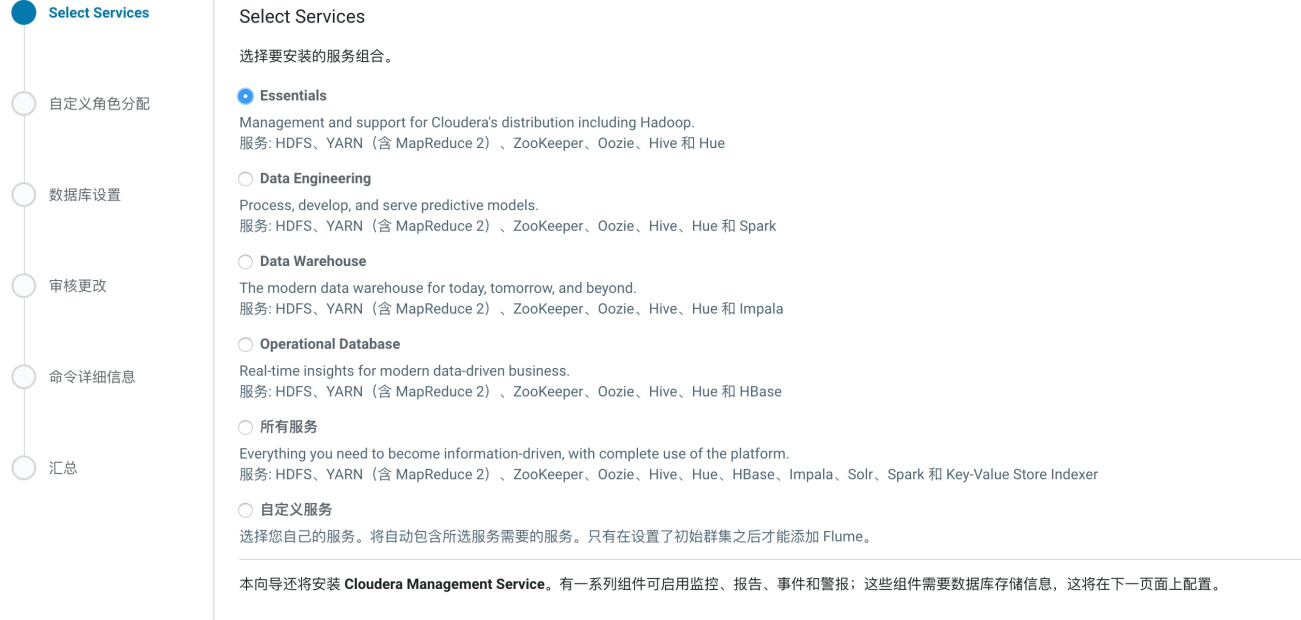 Select Services
自定义角色分配
数据库设置
审核更改
命令详细信息
汇总
Select Services
选择要安装的服务组合。
Essentials
Management and support for Cloudera's distribution including Hadoop.
服务: HDFS、YARN（含 MapReduce 2）、ZooKeeper、Oozie、Hive 和 Hue
Data Engineering
Process, develop, and serve predictive models.
服务: HDFS、YARN（含 MapReduce 2）、ZooKeeper、Oozie、Hive、Hue 和 Spark
Data Warehouse
The modern data warehouse for today, tomorrow, and beyond.
服务: HDFS、YARN（含 MapReduce 2）、ZooKeeper、Oozie、Hive、Hue 和 Impala
Operational Database
Real-time insights for modern data-driven business.
服务: HDFS、YARN（含 MapReduce 2）、ZooKeeper、Oozie、Hive、Hue 和 HBase
所有服务
Everything you need to become information-driven, with complete use of the platform.
服务: HDFS、YARN（含 MapReduce 2）、ZooKeeper、Oozie、Hive、Hue、HBase、Impala、Solr、Spark 和 Key-Value Store Indexer
自定义服务
选择您自己的服务。将自动包含所选服务需要的服务。只有在设置了初始群集之后才能添加 Flume。
本向导还将安装 Cloudera Management Service。有一系列组件可启用监控、报告、事件和警报；这些组件需要数据库存储信息，这将在下一页面上配置。